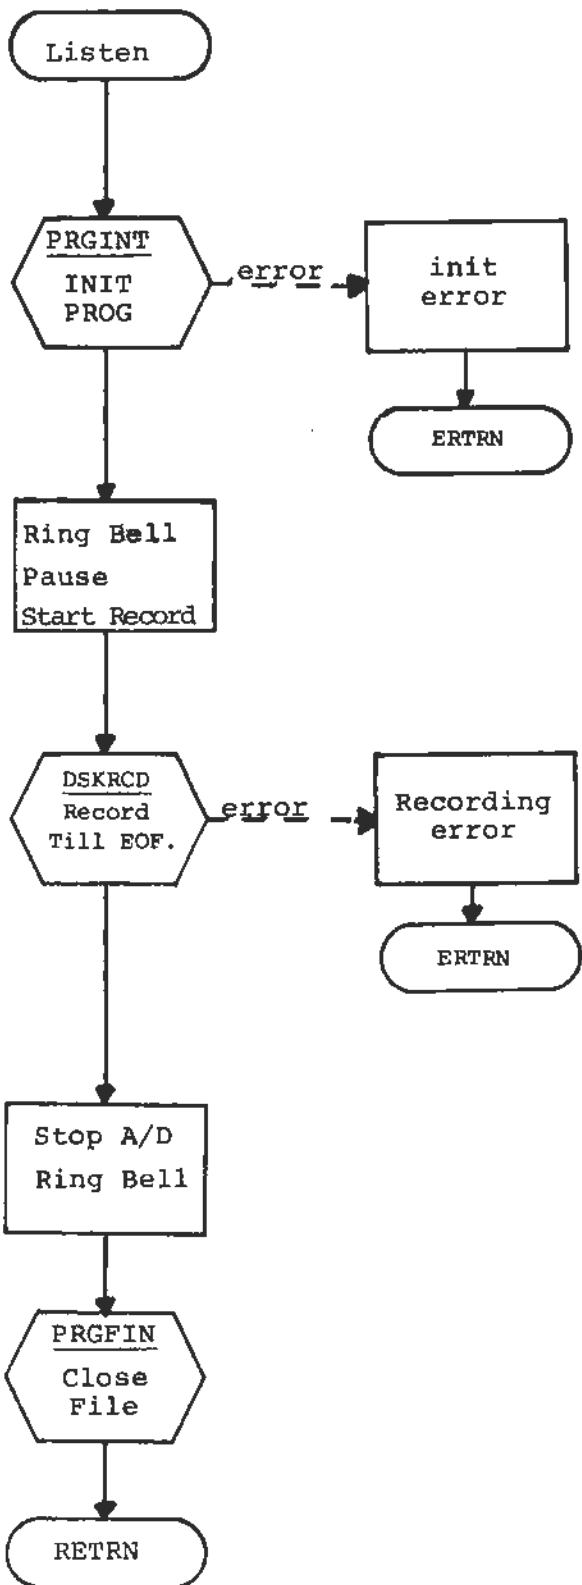 Listen
PRGINT
INIT
PROG
error
init
error
ERTRN
Ring Bell
Pause
Start Record
DSKRCD
Record
Till EOF.
error
Recording
error
ERTRN
Stop A/D
Ring Bell
PRGFIN
Close
File
RETRN